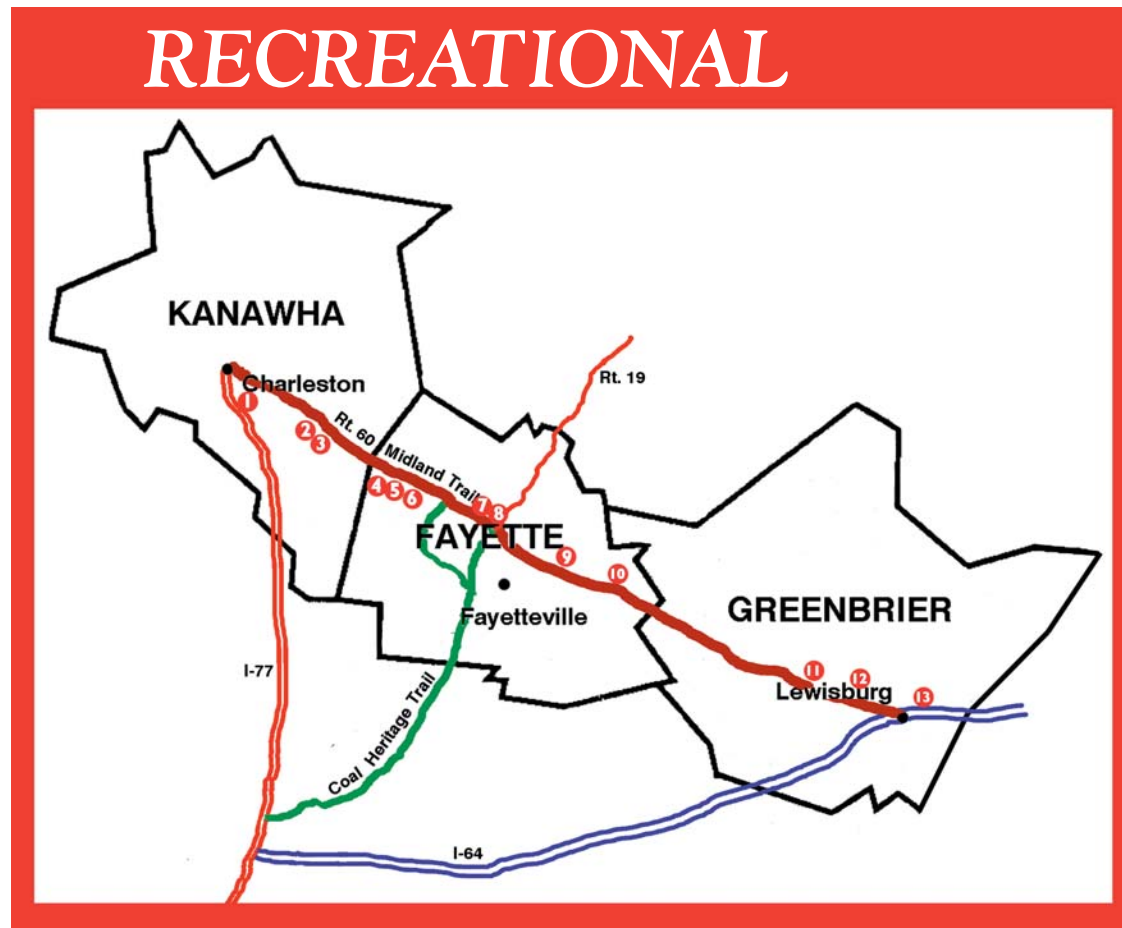 RECREATIONAL
KANAWHA
Charleston
1
2
3
Rt. 60
Midland Trail
Rt. 19
4
5
6
7
8
FAYETTE
9
10
Fayetteville
GREENBRIER
11
12
13
Lewisburg
I-77
Coal Heritage Trail
I-64